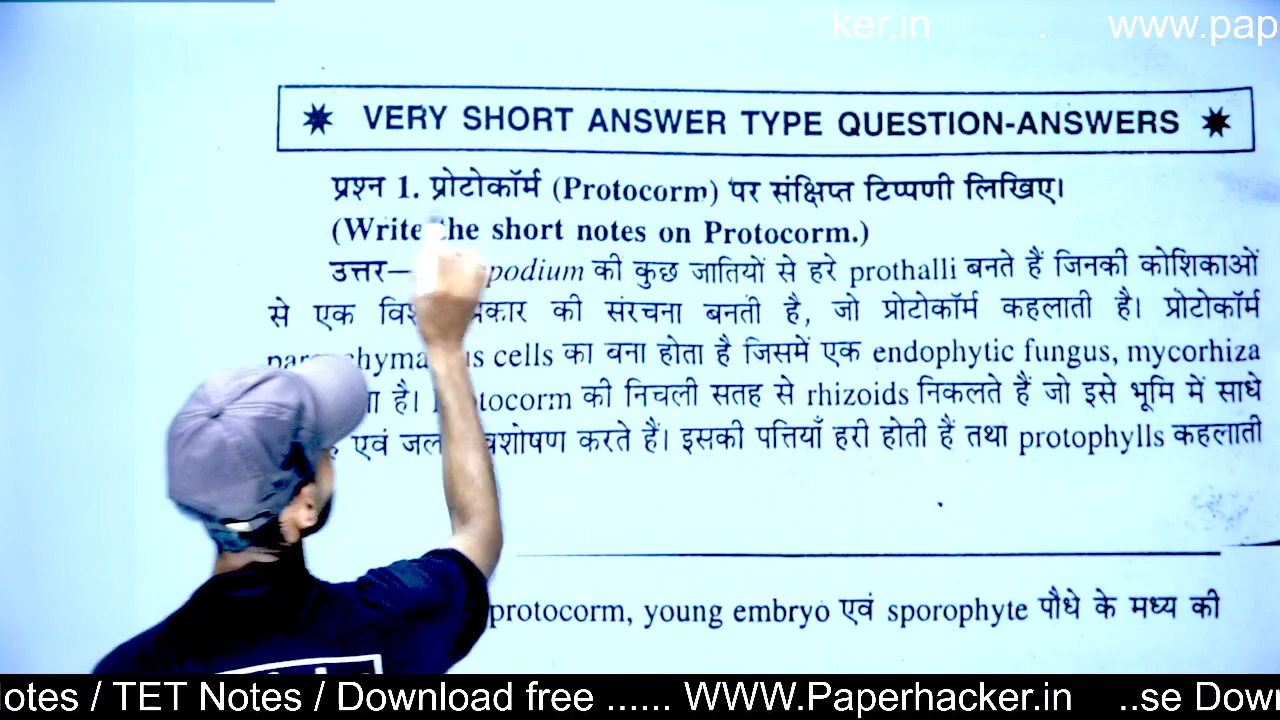 ker.in . www.pap
VERY SHORT ANSWER TYPE QUESTION-ANSWERS
प्रश्न 1. प्रोटोकॉर्म (Protocorm) पर संक्षिप्त टिप्पणी लिखिए।
(Write the short notes on Protocorm.)
उत्तर— podium की कुछ जातियों से हरे prothalli बनते हैं जिनकी कोशिकाओं
से एक की संरचना बनती है, जो प्रोटोकॉर्म कहलाती है। प्रोटोकॉर्म
cells का बना होता है जिसमें एक endophytic fungus, mycorhiza
है। tocorm की निचली सतह से rhizoids निकलते हैं जो इसे भूमि में साधे
एवं जल वशोषण करते हैं। इसकी पत्तियाँ हरी होती हैं तथा protophylls कहलाती
protocorm, young embryo एवं sporophyte पौधे के मध्य की
Notes / TET Notes / Download free ...... WWW.Paperhacker.in ..se Dow